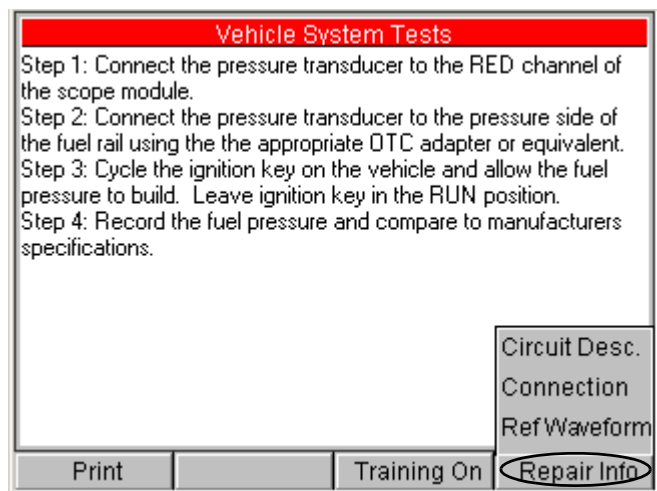 Vehicle System Tests
Step 1: Connect the pressure transducer to the RED channel of
the scope module.
Step 2: Connect the pressure transducer to the pressure side of
the fuel rail using the the appropriate OTC adapter or equivalent.
Step 3: Cycle the ignition key on the vehicle and allow the fuel
pressure to build. Leave ignition key in the RUN position.
Step 4: Record the fuel pressure and compare to manufacturers
specifications.
Circuit Desc.
Connection
Ref Waveform
Print
Training On
Repair Info